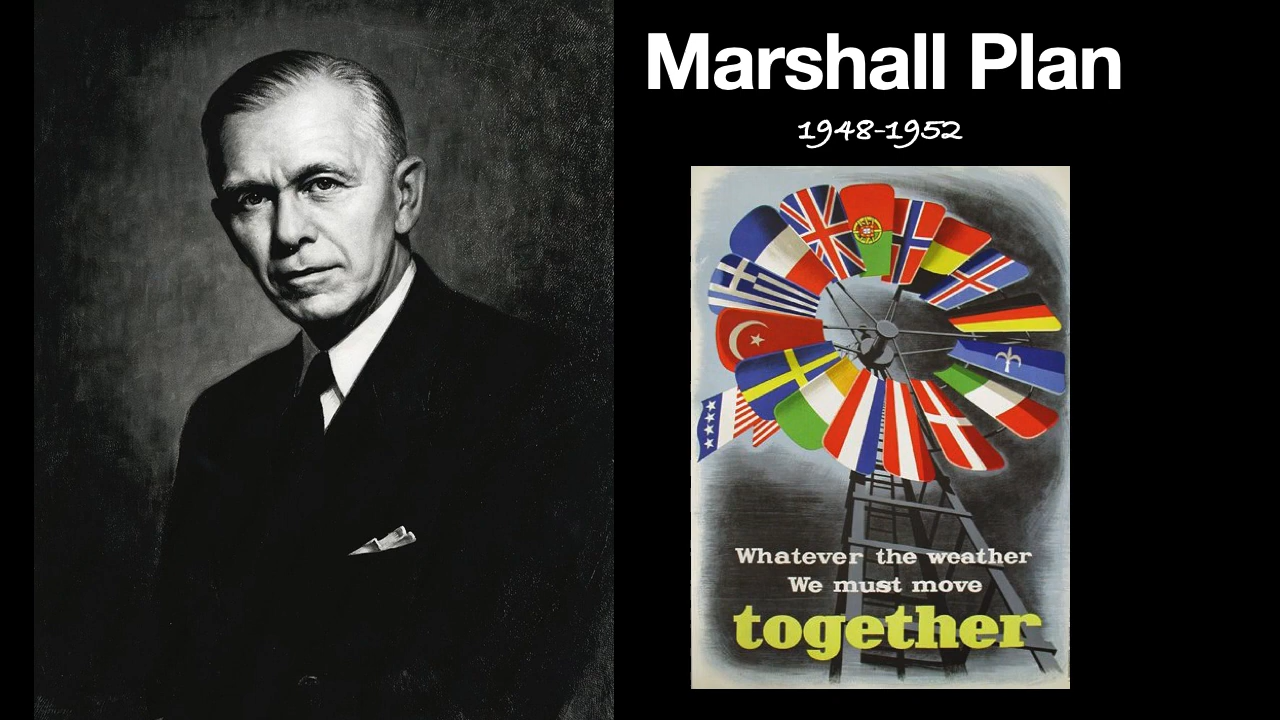 Marshall Plan
1948-1952
Whatever the weather
We must move
together